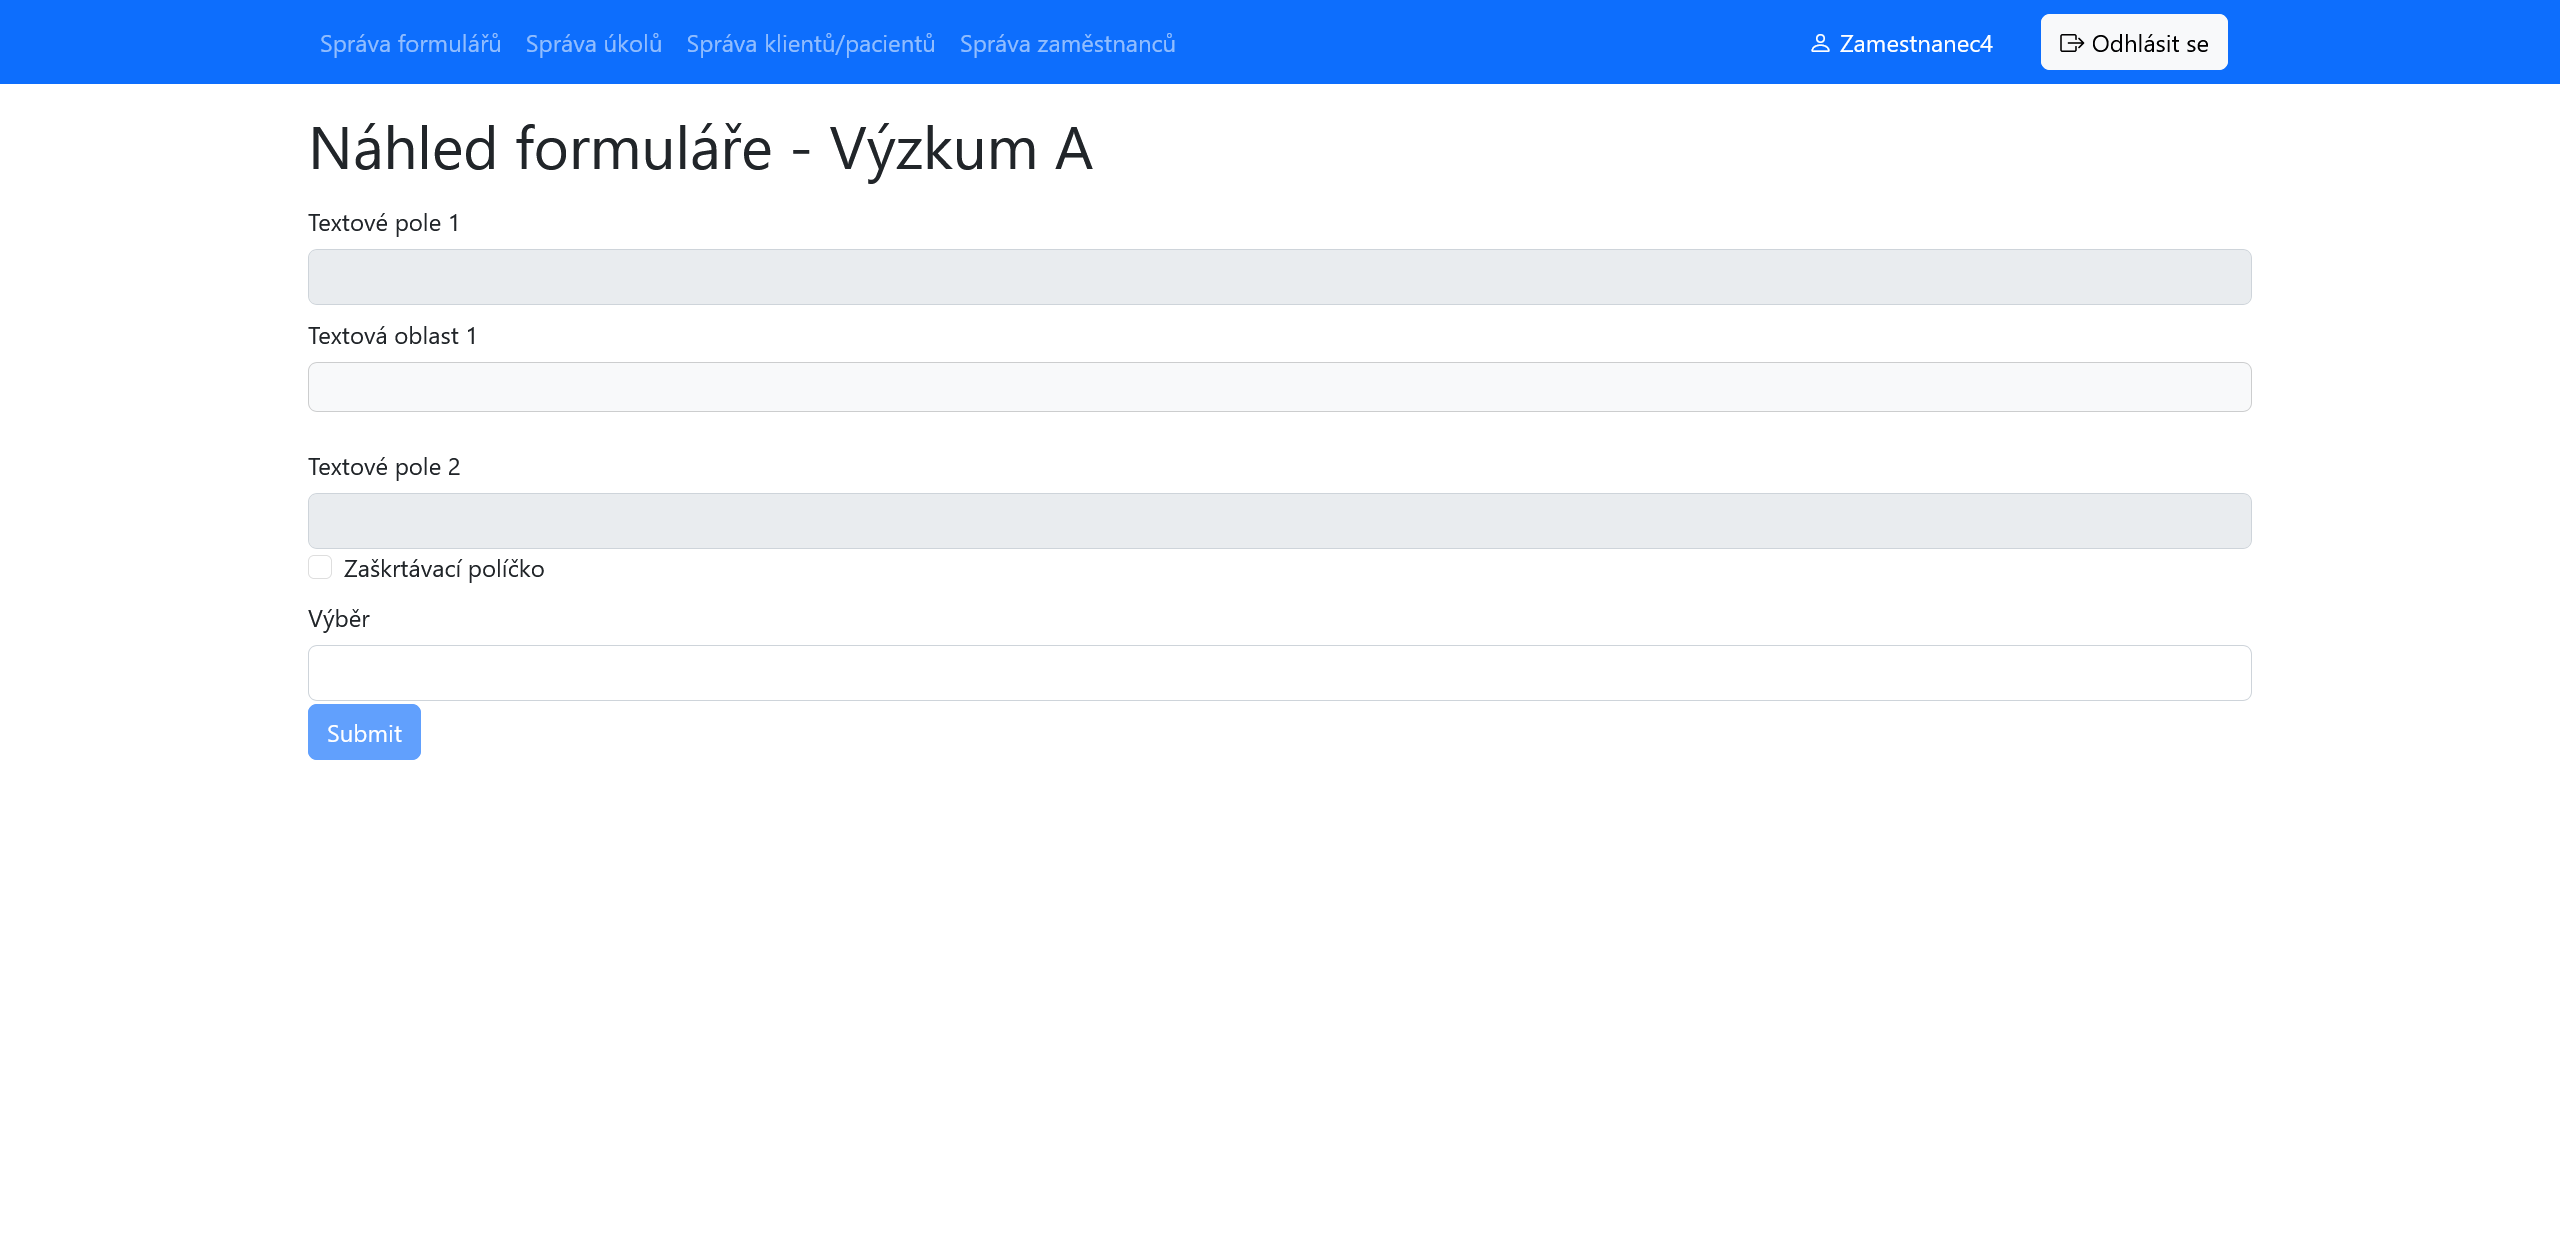 Správa formulářů Správa úkolů Správa klientů/pacientů Správa zaměstnanců Zamestnanec4 Odhlásit se
Náhled formuláře - Výzkum A
Textové pole 1
Textová oblast 1
Textové pole 2
Zaškrtávací políčko
Výběr
Submit